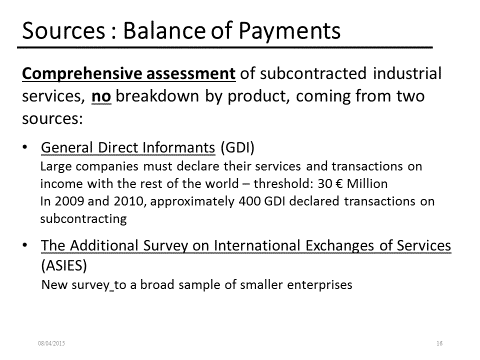 Sources : Balance of Payments
Comprehensive assessment of subcontracted industrial
services, no breakdown by product, coming from two
sources:
• General Direct Informants (GDI)
Large companies must declare their services and transactions on
income with the rest of the world – threshold: 30 € Million
In 2009 and 2010, approximately 400 GDI declared transactions on
subcontracting
• The Additional Survey on International Exchanges of Services
(ASIES)
New survey to a broad sample of smaller enterprises
08/04/2015
16